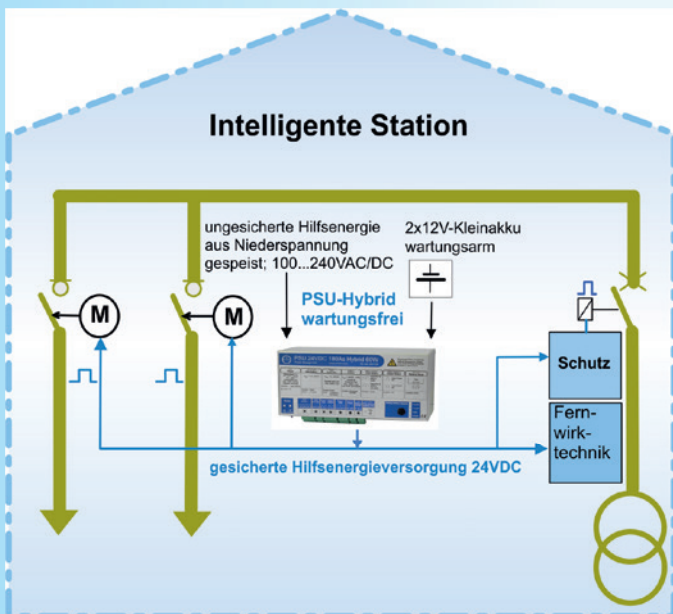 Intelligente Station
ungesicherte Hilfsenergie
aus Niederspannung
gespeist; 100...240VAC/DC
2x12V-Kleinakku
wartungsarm
PSU-Hybrid
wartungsfrei
M
M
Schutz
Fern-
wirk-
technik
gesicherte Hilfsenergieversorgung 24VDC